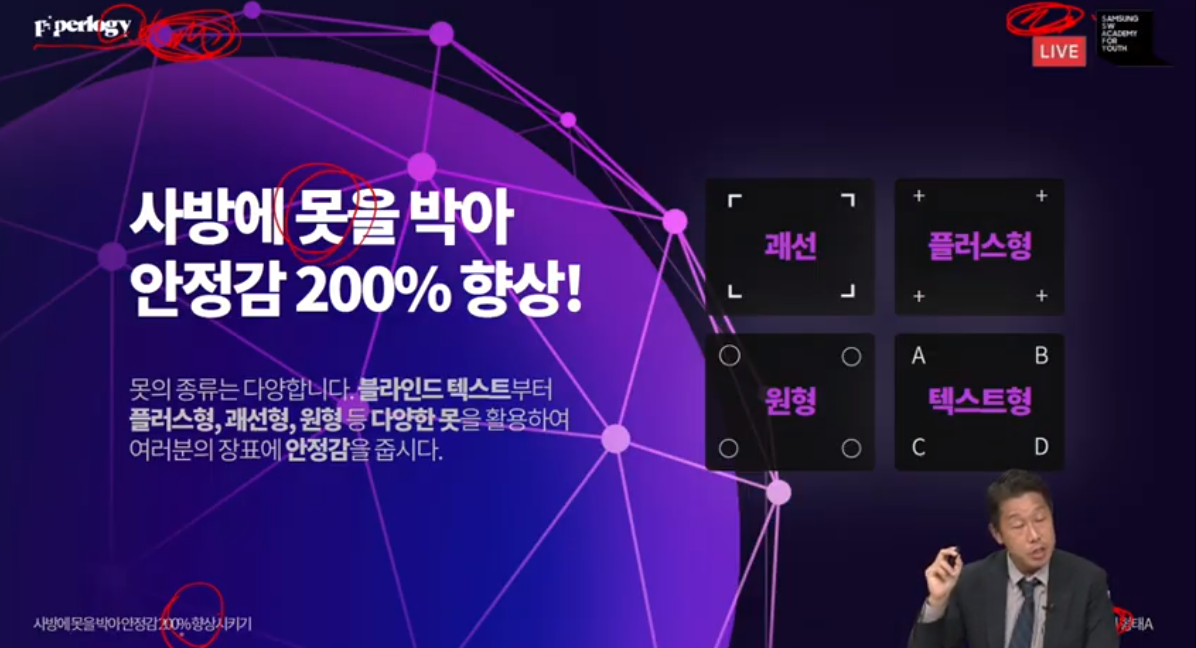 Piperlogy
LIVE
SAMSUNG
SW
ACADEMY
FOR
YOUTH
사방에 못을 박아
안정감 200% 향상!
못의 종류는 다양합니다. 블라인드 텍스트부터
플러스형, 괘선형, 원형 등 다양한 못을 활용하여
여러분의 장표에 안정감을 줍시다.
괘선
+ +
플러스형
+ +
원형
A B
텍스트형
C D
사방에 못을 박아 안정감 200% 향상시키기
형태A